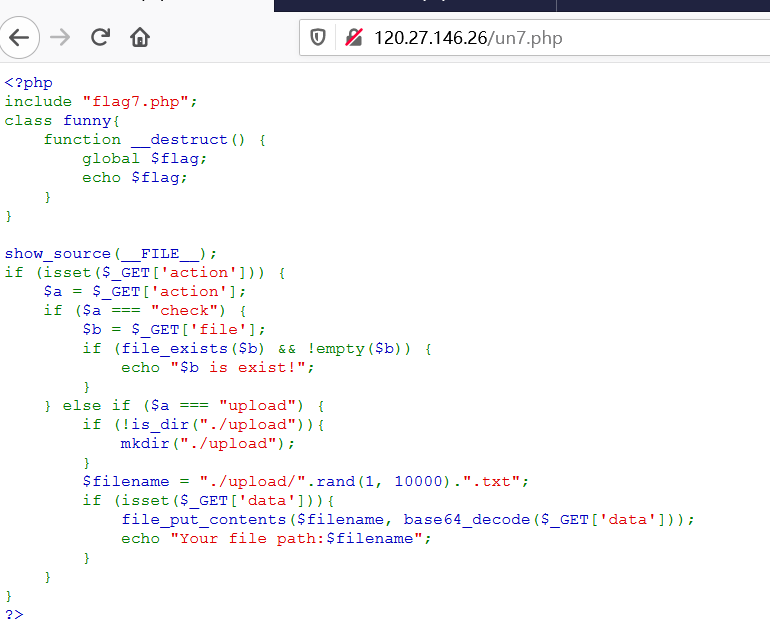 120.27.146.26/un7.php
<?php
include "flag7.php";
class funny{
    function __destruct() {
        global $flag;
        echo $flag;
    }
}

show_source(__FILE__);
if (isset($_GET['action'])) {
    $a = $_GET['action'];
    if ($a === "check") {
        $b = $_GET['file'];
        if (file_exists($b) && !empty($b)) {
            echo "$b is exist!";
        }
    } else if ($a === "upload") {
        if (!is_dir("./upload")){
            mkdir("./upload");
        }
        $filename = "./upload/".rand(1, 10000).".txt";
        if (isset($_GET['data'])){
            file_put_contents($filename, base64_decode($_GET['data']));
            echo "Your file path:$filename";
        }
    }
}
?>